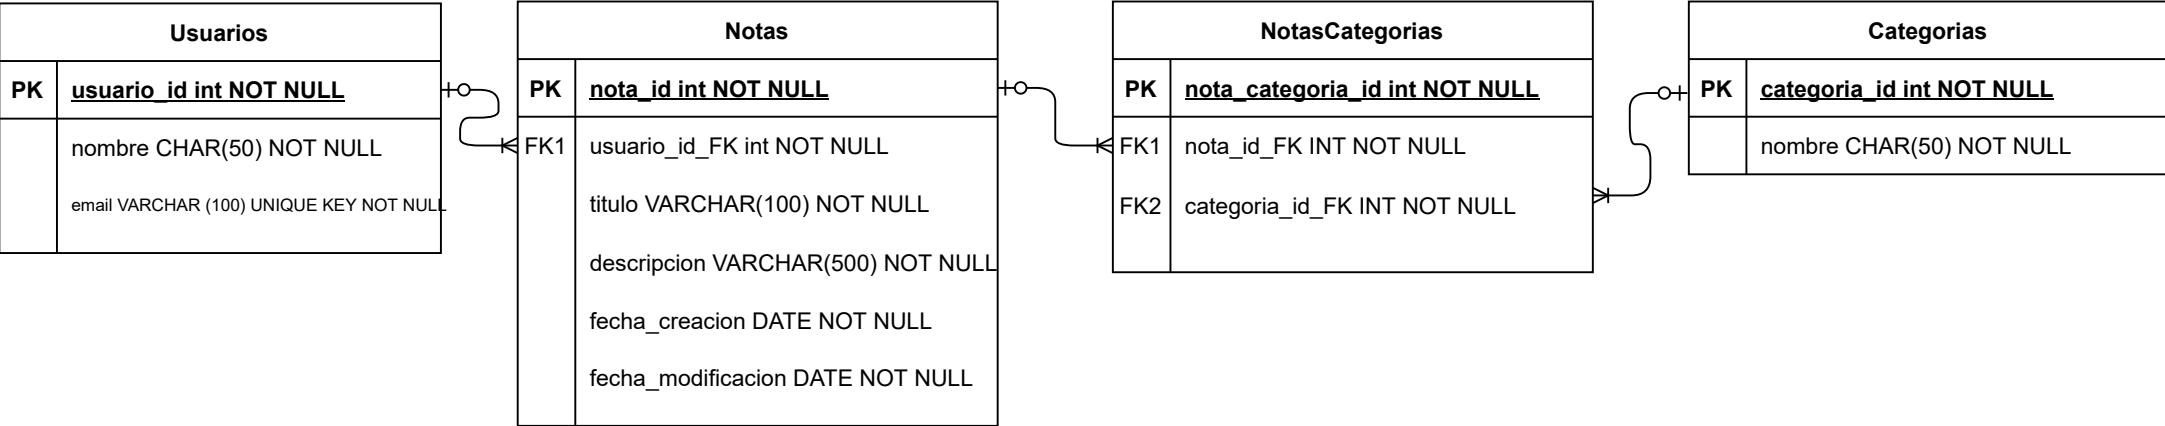 Usuarios
PK usuario_id int NOT NULL
nombre CHAR(50) NOT NULL
email VARCHAR (100) UNIQUE KEY NOT NULL
Notas
PK nota_id int NOT NULL
FK1 usuario_id_FK int NOT NULL
titulo VARCHAR(100) NOT NULL
descripcion VARCHAR(500) NOT NULL
fecha_creacion DATE NOT NULL
fecha_modificacion DATE NOT NULL
NotasCategorias
PK nota_categoria_id int NOT NULL
FK1 nota_id_FK INT NOT NULL
FK2 categoria_id_FK INT NOT NULL
Categorias
PK categoria_id int NOT NULL
nombre CHAR(50) NOT NULL